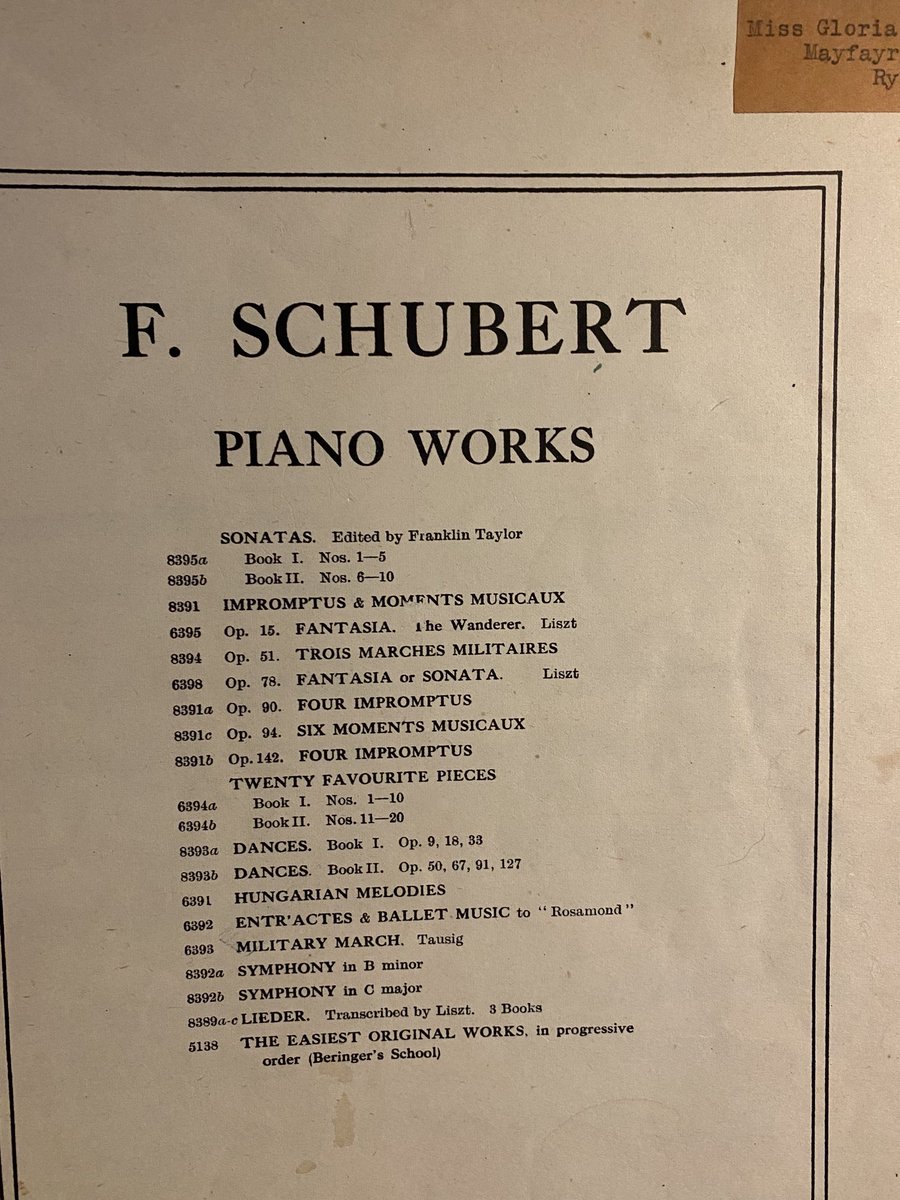 Miss Gloria
Mayfayr
Ry
F. SCHUBERT
PIANO WORKS
SONATAS. Edited by Franklin Taylor
8395a Book I. Nos. 1—5
8395b Book II. Nos. 6—10
8391 IMPROMPTUS & MOMENTS MUSICAUX
6395 Op. 15. FANTASIA. The Wanderer. Liszt
8394 Op. 51. TROIS MARCHES MILITAIRES
6398 Op. 78. FANTASIA or SONATA. Liszt
8391a Op. 90. FOUR IMPROMPTUS
8391c Op. 94. SIX MOMENTS MUSICAUX
8391b Op. 142. FOUR IMPROMPTUS
TWENTY FAVOURITE PIECES
6394a Book I. Nos. 1—10
6394b Book II. Nos. 11—20
8393a DANCES. Book I. Op. 9, 18, 33
8393b DANCES. Book II. Op. 50, 67, 91, 127
6391 HUNGARIAN MELODIES
6392 ENTR'ACTES & BALLET MUSIC to "Rosamond"
6393 MILITARY MARCH. Tausig
8392a SYMPHONY in B minor
8392b SYMPHONY in C major
8389a-c LIEDER. Transcribed by Liszt. 3 Books
5138 THE EASIEST ORIGINAL WORKS, in progressive
order (Beringer's School)